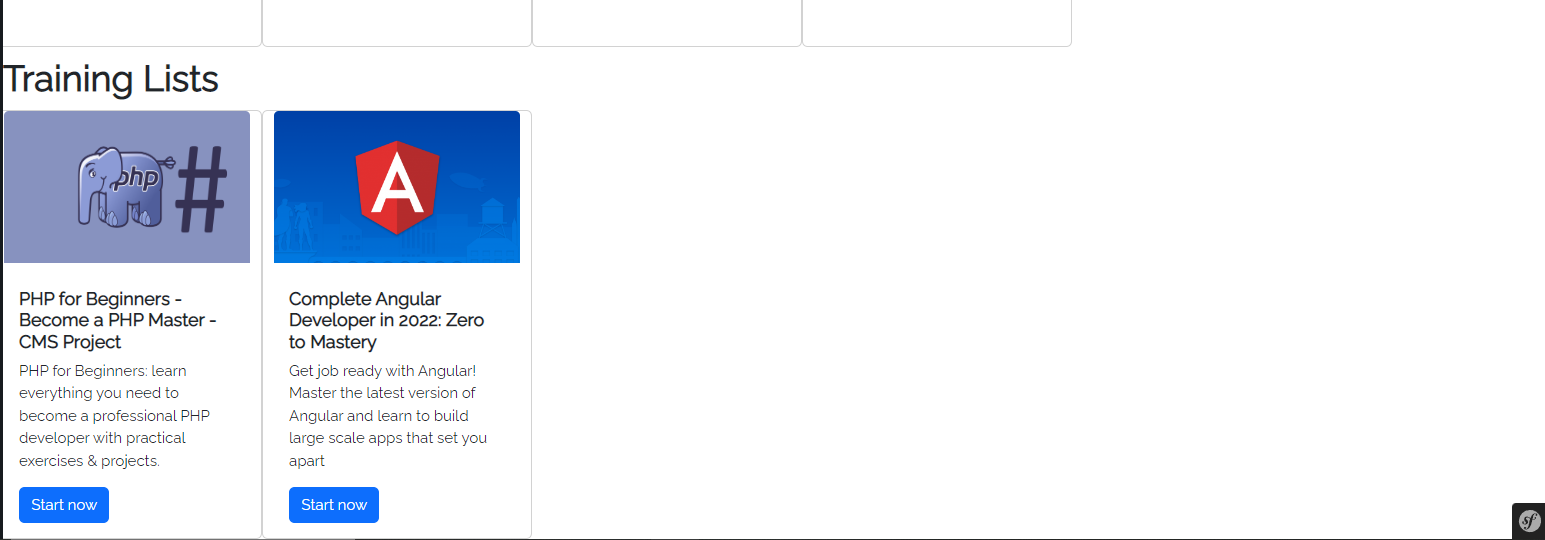 Training Lists
php
#
A
PHP for Beginners -
Become a PHP Master -
CMS Project
PHP for Beginners: learn
everything you need to
become a professional PHP
developer with practical
exercises & projects.
Start now
Complete Angular
Developer in 2022: Zero
to Mastery
Get job ready with Angular!
Master the latest version of
Angular and learn to build
large scale apps that set you
apart
Start now
sf